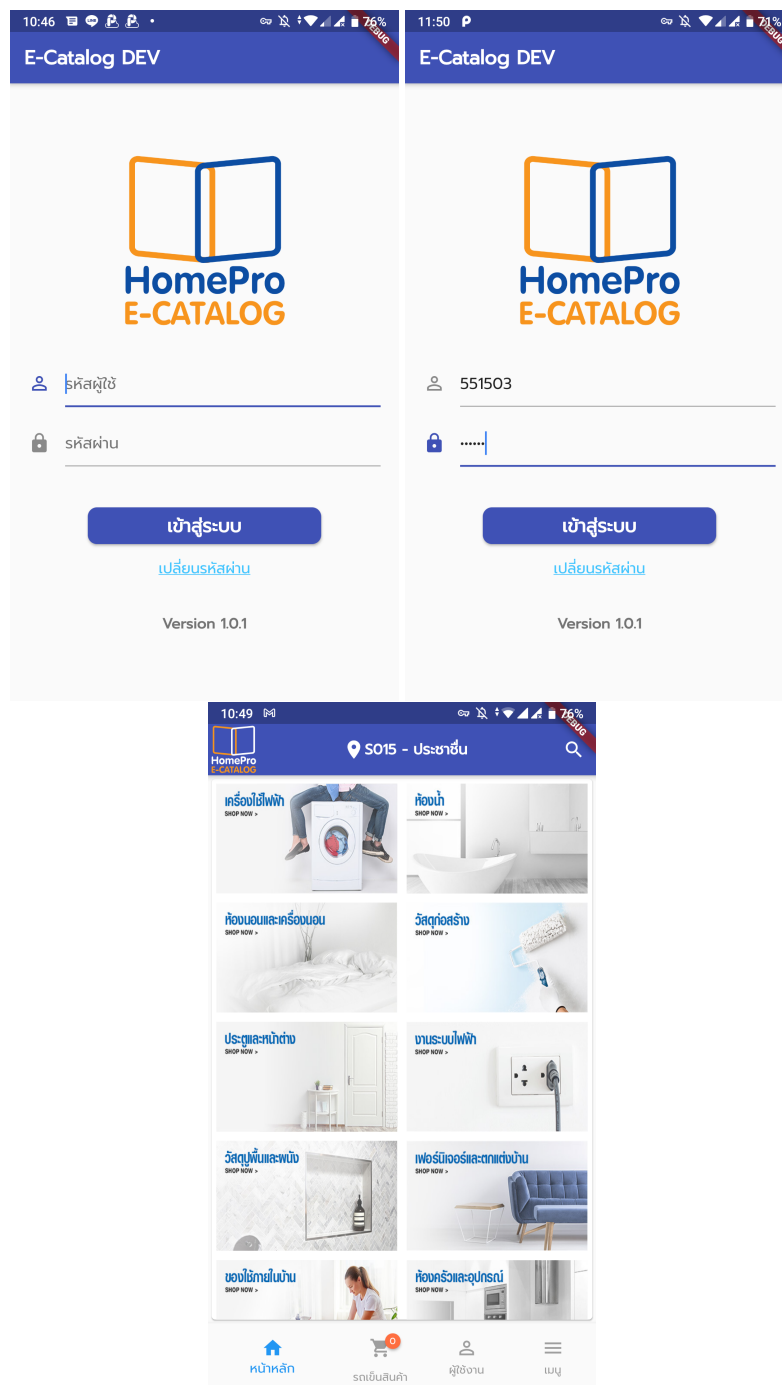 10:46
76%
DEBUG
E-Catalog DEV
HomePro
E-CATALOG
รหัสผู้ใช้
รหัสผ่าน
เข้าสู่ระบบ
เปลี่ยนรหัสผ่าน
Version 1.0.1
11:50
71%
DEBUG
E-Catalog DEV
HomePro
E-CATALOG
551503
••••••
เข้าสู่ระบบ
เปลี่ยนรหัสผ่าน
Version 1.0.1
10:49
76%
DEBUG
HomePro
E-CATALOG
S015 - ประชาชื่น
เครื่องใช้ไฟฟ้า
SHOP NOW >
ห้องน้ำ
SHOP NOW >
ห้องนอนและเครื่องนอน
SHOP NOW >
วัสดุก่อสร้าง
SHOP NOW >
ประตูและหน้าต่าง
SHOP NOW >
งานระบบไฟฟ้า
SHOP NOW >
วัสดุปูพื้นและผนัง
SHOP NOW >
เฟอร์นิเจอร์และตกแต่งบ้าน
SHOP NOW >
ของใช้ภายในบ้าน
SHOP NOW >
ห้องครัวและอุปกรณ์
SHOP NOW >
หน้าหลัก
0
รถเข็นสินค้า
ผู้ใช้งาน
เมนู